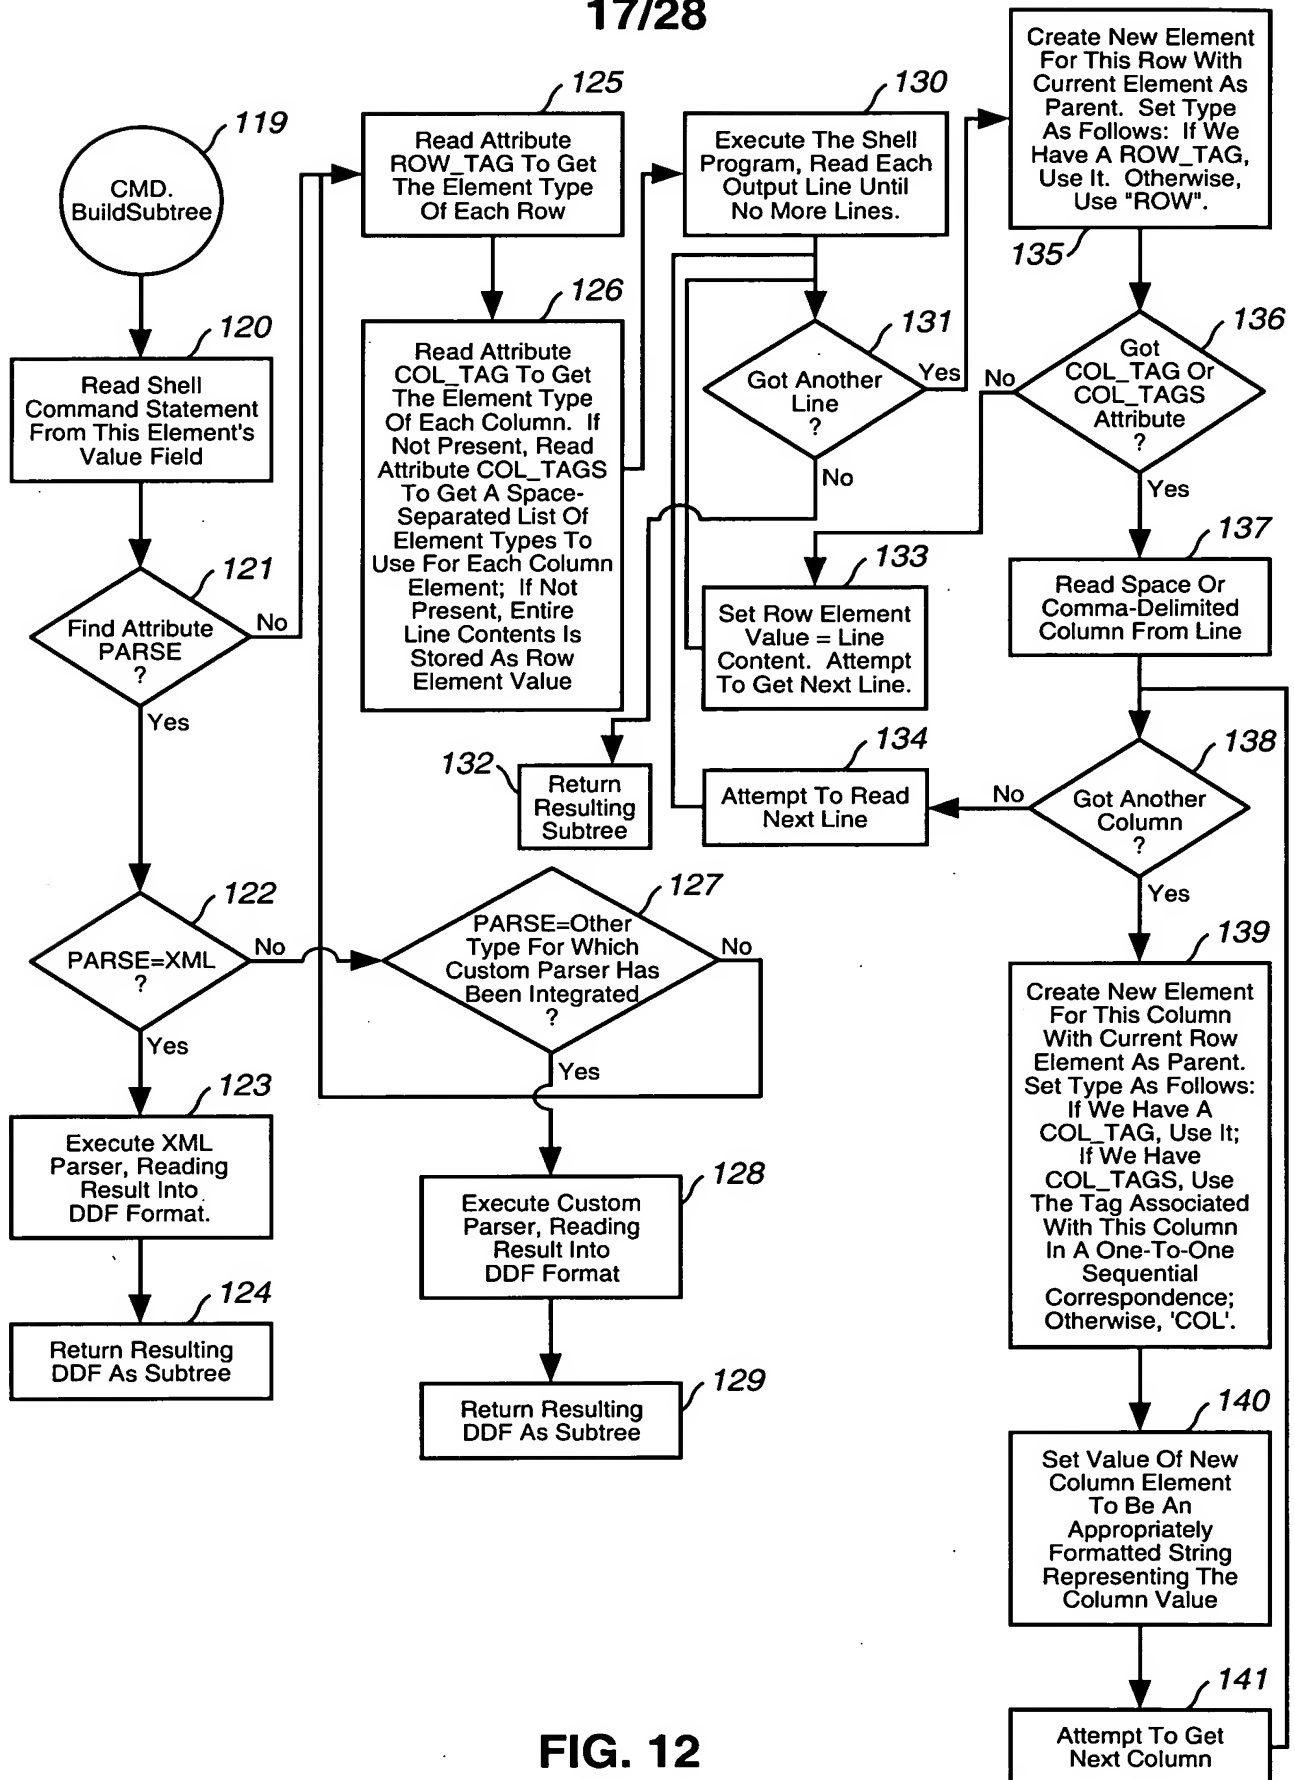 17/28
119
CMD.
BuildSubtree
120
Read Shell
Command Statement
From This Element's
Value Field
121
Find Attribute
PARSE
?
No
Yes
122
PARSE=XML
?
No
Yes
123
Execute XML
Parser, Reading
Result Into
DDF Format.
124
Return Resulting
DDF As Subtree
125
Read Attribute
ROW_TAG To Get
The Element Type
Of Each Row
126
Read Attribute
COL_TAG To Get
The Element Type
Of Each Column. If
Not Present, Read
Attribute COL_TAGS
To Get A Space-
Separated List Of
Element Types To
Use For Each Column
Element; If Not
Present, Entire
Line Contents Is
Stored As Row
Element Value
127
PARSE=Other
Type For Which
Custom Parser Has
Been Integrated
?
No
Yes
128
Execute Custom
Parser, Reading
Result Into
DDF Format
129
Return Resulting
DDF As Subtree
130
Execute The Shell
Program, Read Each
Output Line Until
No More Lines.
131
Got Another
Line
?
Yes
No
132
Return
Resulting
Subtree
133
Set Row Element
Value = Line
Content. Attempt
To Get Next Line.
134
Attempt To Read
Next Line
Create New Element
For This Row With
Current Element As
Parent. Set Type
As Follows: If We
Have A ROW_TAG,
Use It. Otherwise,
Use "ROW".
135
136
Got
COL_TAG Or
COL_TAGS
Attribute
?
No
Yes
137
Read Space Or
Comma-Delimited
Column From Line
138
Got Another
Column
?
No
Yes
139
Create New Element
For This Column
With Current Row
Element As Parent.
Set Type As Follows:
If We Have A
COL_TAG, Use It;
If We Have
COL_TAGS, Use
The Tag Associated
With This Column
In A One-To-One
Sequential
Correspondence;
Otherwise, 'COL'.
140
Set Value Of New
Column Element
To Be An
Appropriately
Formatted String
Representing The
Column Value
141
Attempt To Get
Next Column
FIG. 12